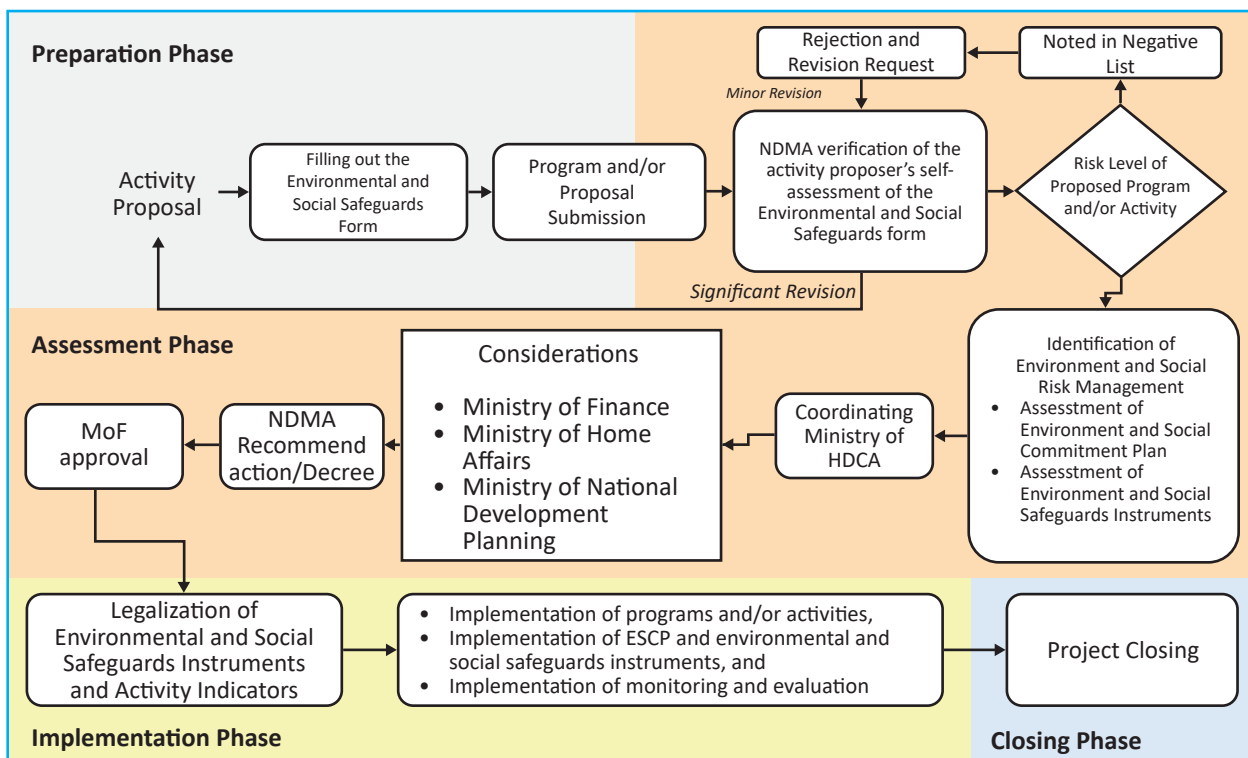 Preparation Phase
Activity
Proposal
Filling out the
Environmental and
Social Safeguards
Form
Program and/or
Proposal
Submission
Rejection and
Revision Request
Noted in Negative
List
Minor Revision
NDMA verification of the
activity proposer’s self-
assessment of the
Environmental and Social
Safeguards form
Risk Level of
Proposed Program
and/or Activity
Significant Revision
Assessment Phase
Identification of
Environment and Social
Risk Management
• Assesstment of
Environment and Social
Commitment Plan
• Assesstment of
Environment and Social
Safeguards Instruments
Coordinating
Ministry of
HDCA
Considerations
• Ministry of Finance
• Ministry of Home
Affairs
• Ministry of National
Development
Planning
NDMA
Recommend
action/Decree
MoF
approval
Legalization of
Environmental and Social
Safeguards Instruments
and Activity Indicators
• Implementation of programs and/or activities,
• Implementation of ESCP and environmental and
social safeguards instruments, and
• Implementation of monitoring and evaluation
Project Closing
Implementation Phase
Closing Phase